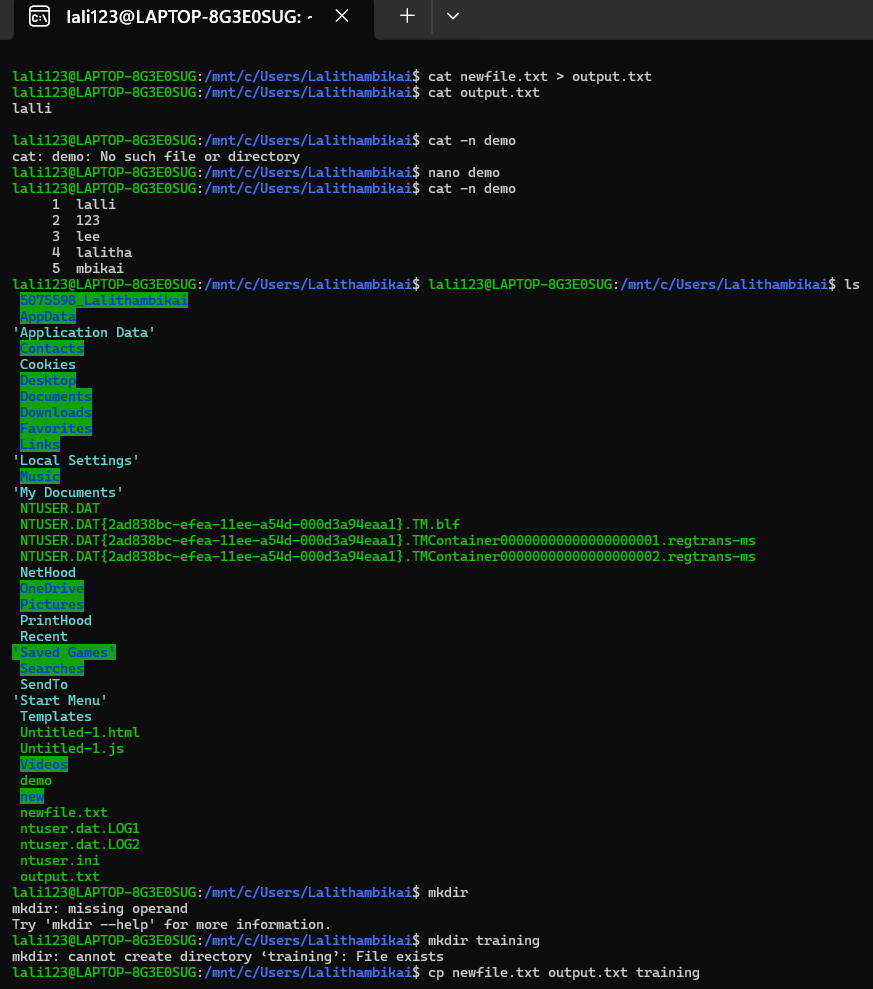 lali123@LAPTOP-8G3E0SUG: ~
lali123@LAPTOP-8G3E0SUG:/mnt/c/Users/Lalithambikai$ cat newfile.txt > output.txt
lali123@LAPTOP-8G3E0SUG:/mnt/c/Users/Lalithambikai$ cat output.txt
lalli
lali123@LAPTOP-8G3E0SUG:/mnt/c/Users/Lalithambikai$ cat -n demo
cat: demo: No such file or directory
lali123@LAPTOP-8G3E0SUG:/mnt/c/Users/Lalithambikai$ nano demo
lali123@LAPTOP-8G3E0SUG:/mnt/c/Users/Lalithambikai$ cat -n demo
1 lalli
2 123
3 lee
4 lalitha
5 mbikai
lali123@LAPTOP-8G3E0SUG:/mnt/c/Users/Lalithambikai$ lali123@LAPTOP-8G3E0SUG:/mnt/c/Users/Lalithambikai$ ls
5075598_Lalithambikai
AppData
'Application Data'
Contacts
Cookies
Desktop
Documents
Downloads
Favorites
Links
'Local Settings'
Music
'My Documents'
NTUSER.DAT
NTUSER.DAT{2ad838bc-efea-11ee-a54d-000d3a94eaa1}.TM.blf
NTUSER.DAT{2ad838bc-efea-11ee-a54d-000d3a94eaa1}.TMContainer00000000000000000001.regtrans-ms
NTUSER.DAT{2ad838bc-efea-11ee-a54d-000d3a94eaa1}.TMContainer00000000000000000002.regtrans-ms
NetHood
OneDrive
Pictures
PrintHood
Recent
'Saved Games'
Searches
SendTo
'Start Menu'
Templates
Untitled-1.html
Untitled-1.js
Videos
demo
new
newfile.txt
ntuser.dat.LOG1
ntuser.dat.LOG2
ntuser.ini
output.txt
lali123@LAPTOP-8G3E0SUG:/mnt/c/Users/Lalithambikai$ mkdir
mkdir: missing operand
Try 'mkdir --help' for more information.
lali123@LAPTOP-8G3E0SUG:/mnt/c/Users/Lalithambikai$ mkdir training
mkdir: cannot create directory ‘training’: File exists
lali123@LAPTOP-8G3E0SUG:/mnt/c/Users/Lalithambikai$ cp newfile.txt output.txt training